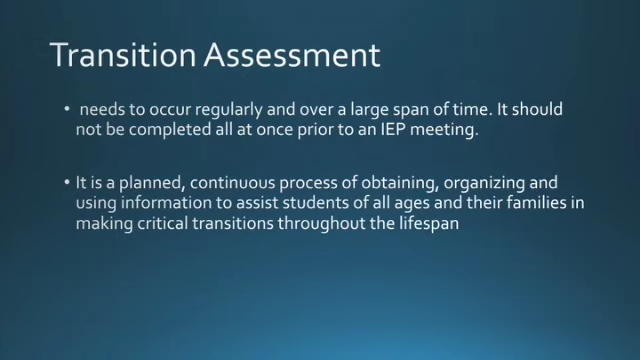 Transition Assessment
• needs to occur regularly and over a large span of time. It should
not be completed all at once prior to an IEP meeting.
• It is a planned, continuous process of obtaining, organizing and
using information to assist students of all ages and their families in
making critical transitions throughout the lifespan